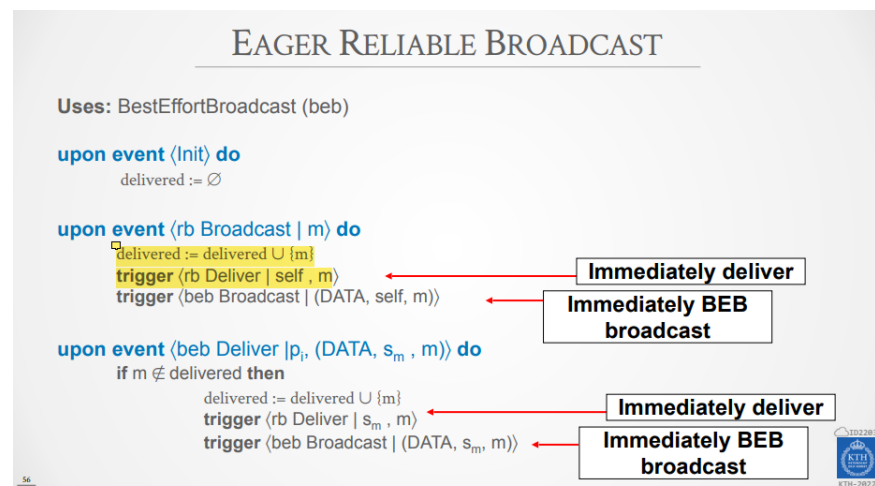 EAGER RELIABLE BROADCAST
Uses: BestEffortBroadcast (beb)
upon event ⟨Init⟩ do
delivered := ∅
upon event ⟨rb Broadcast | m⟩ do
delivered := delivered ∪ {m}
trigger ⟨rb Deliver | self , m⟩
Immediately deliver
trigger ⟨beb Broadcast | (DATA, self, m)⟩
Immediately BEB
broadcast
upon event ⟨beb Deliver |pᵢ, (DATA, sₘ , m)⟩ do
if m ∉ delivered then
delivered := delivered ∪ {m}
trigger ⟨rb Deliver | sₘ , m⟩
Immediately deliver
trigger ⟨beb Broadcast | (DATA, sₘ, m)⟩
Immediately BEB
broadcast
KTH
56